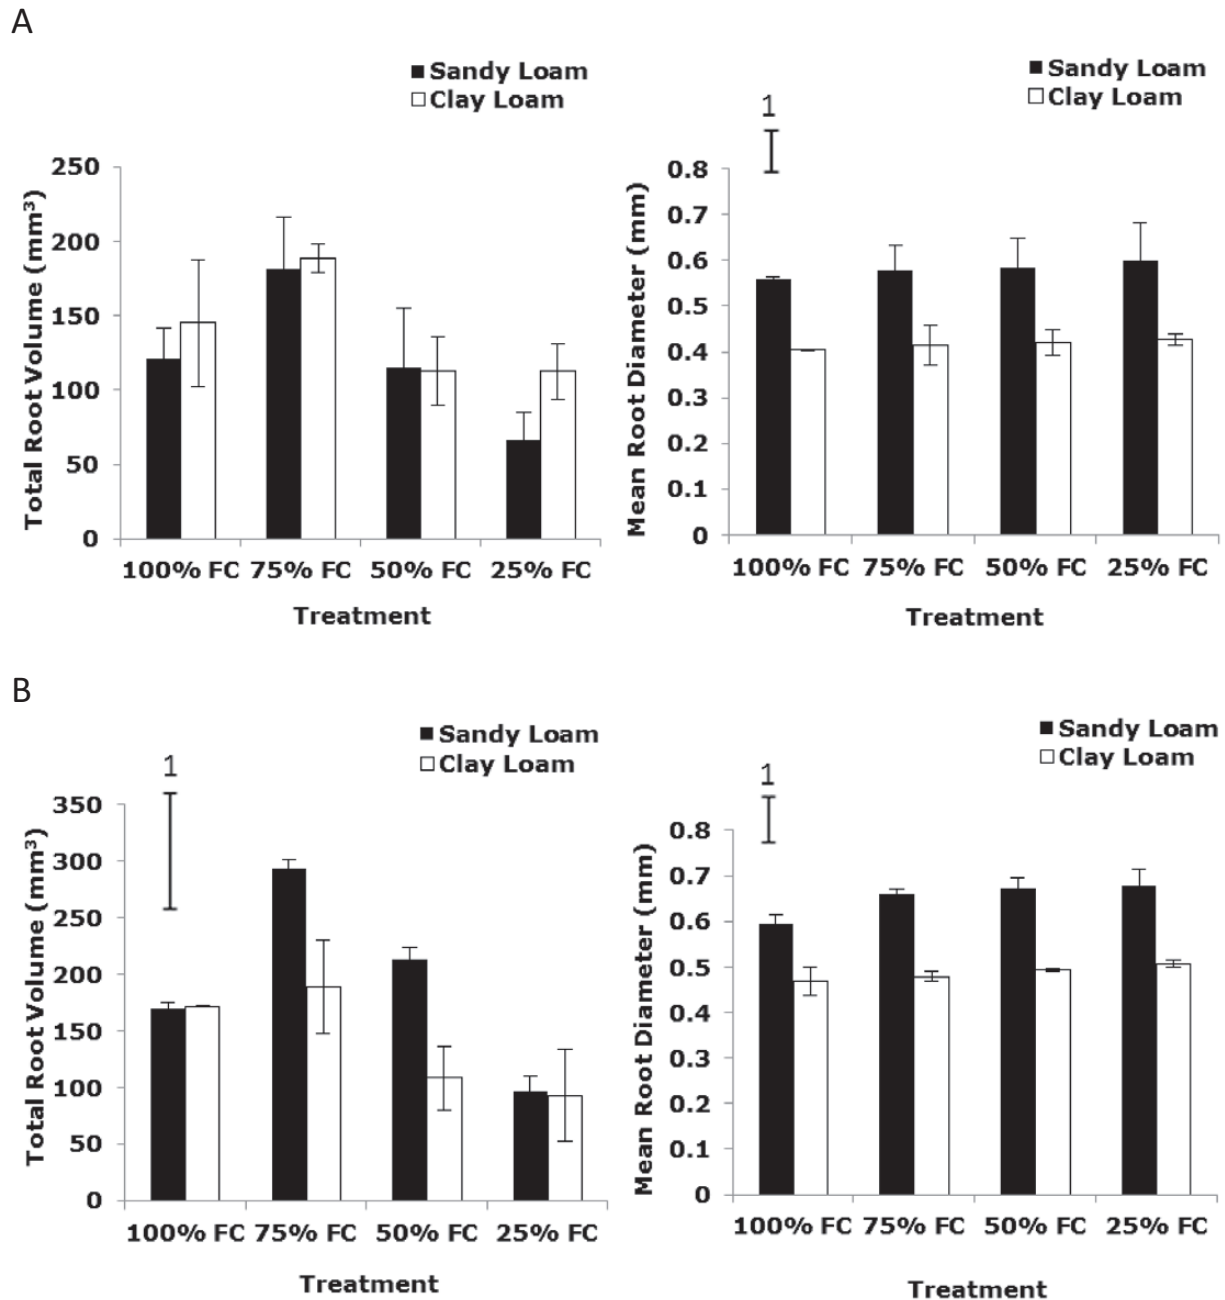 A
Sandy Loam
Clay Loam
250
200
150
100
50
0
Total Root Volume (mm³)
100% FC 75% FC 50% FC 25% FC
Treatment
Sandy Loam
Clay Loam
1
0.8
0.7
0.6
0.5
0.4
0.3
0.2
0.1
0
Mean Root Diameter (mm)
100% FC 75% FC 50% FC 25% FC
Treatment
B
Sandy Loam
Clay Loam
1
350
300
250
200
150
100
50
0
Total Root Volume (mm³)
100% FC 75% FC 50% FC 25% FC
Treatment
Sandy Loam
Clay Loam
1
0.8
0.7
0.6
0.5
0.4
0.3
0.2
0.1
0
Mean Root Diameter (mm)
100% FC 75% FC 50% FC 25% FC
Treatment